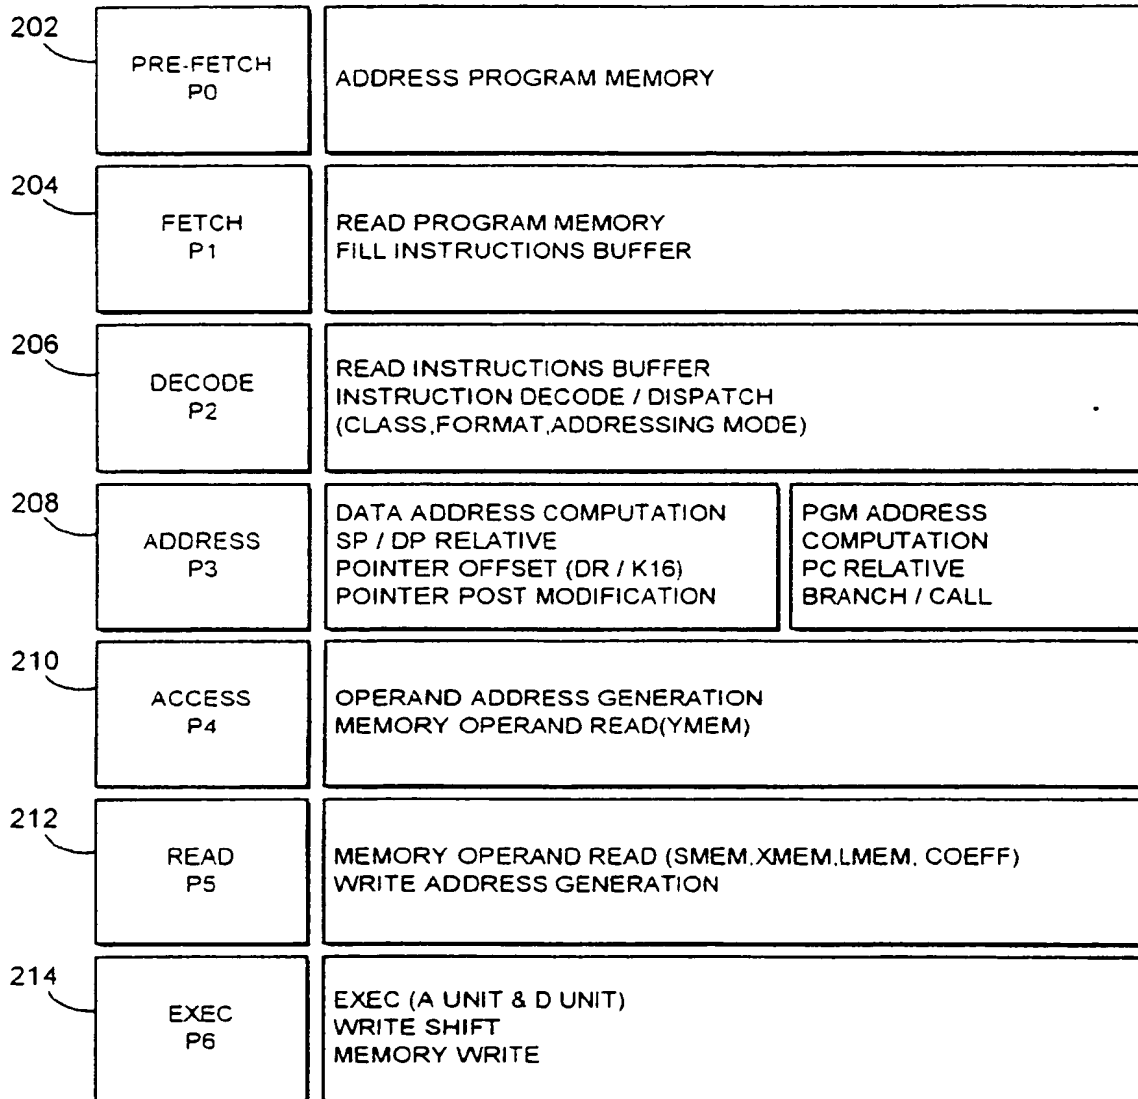 202
PRE-FETCH
P0
ADDRESS PROGRAM MEMORY
204
FETCH
P1
READ PROGRAM MEMORY
FILL INSTRUCTIONS BUFFER
206
DECODE
P2
READ INSTRUCTIONS BUFFER
INSTRUCTION DECODE / DISPATCH
(CLASS,FORMAT,ADDRESSING MODE)
208
ADDRESS
P3
DATA ADDRESS COMPUTATION
SP / DP RELATIVE
POINTER OFFSET (DR / K16)
POINTER POST MODIFICATION
PGM ADDRESS
COMPUTATION
PC RELATIVE
BRANCH / CALL
210
ACCESS
P4
OPERAND ADDRESS GENERATION
MEMORY OPERAND READ(YMEM)
212
READ
P5
MEMORY OPERAND READ (SMEM,XMEM,LMEM, COEFF)
WRITE ADDRESS GENERATION
214
EXEC
P6
EXEC (A UNIT & D UNIT)
WRITE SHIFT
MEMORY WRITE